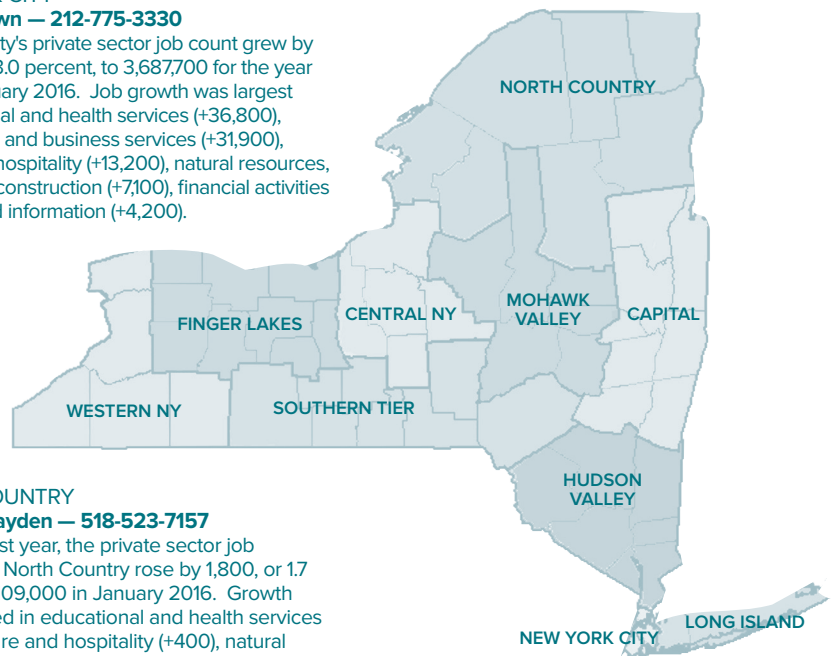 wn — 212-775-3330
ty's private sector job count grew by
3.0 percent, to 3,687,700 for the year
uary 2016. Job growth was largest
al and health services (+36,800),
and business services (+31,900),
hospitality (+13,200), natural resources,
construction (+7,100), financial activities
information (+4,200).
NORTH COUNTRY
FINGER LAKES
CENTRAL NY
MOHAWK
VALLEY
CAPITAL
WESTERN NY
SOUTHERN TIER
HUDSON
VALLEY
OUNTRY
ayden — 518-523-7157
st year, the private sector job
North Country rose by 1,800, or 1.7
09,000 in January 2016. Growth
ed in educational and health services
ure and hospitality (+400), natural
NEW YORK CITY
LONG ISLAND